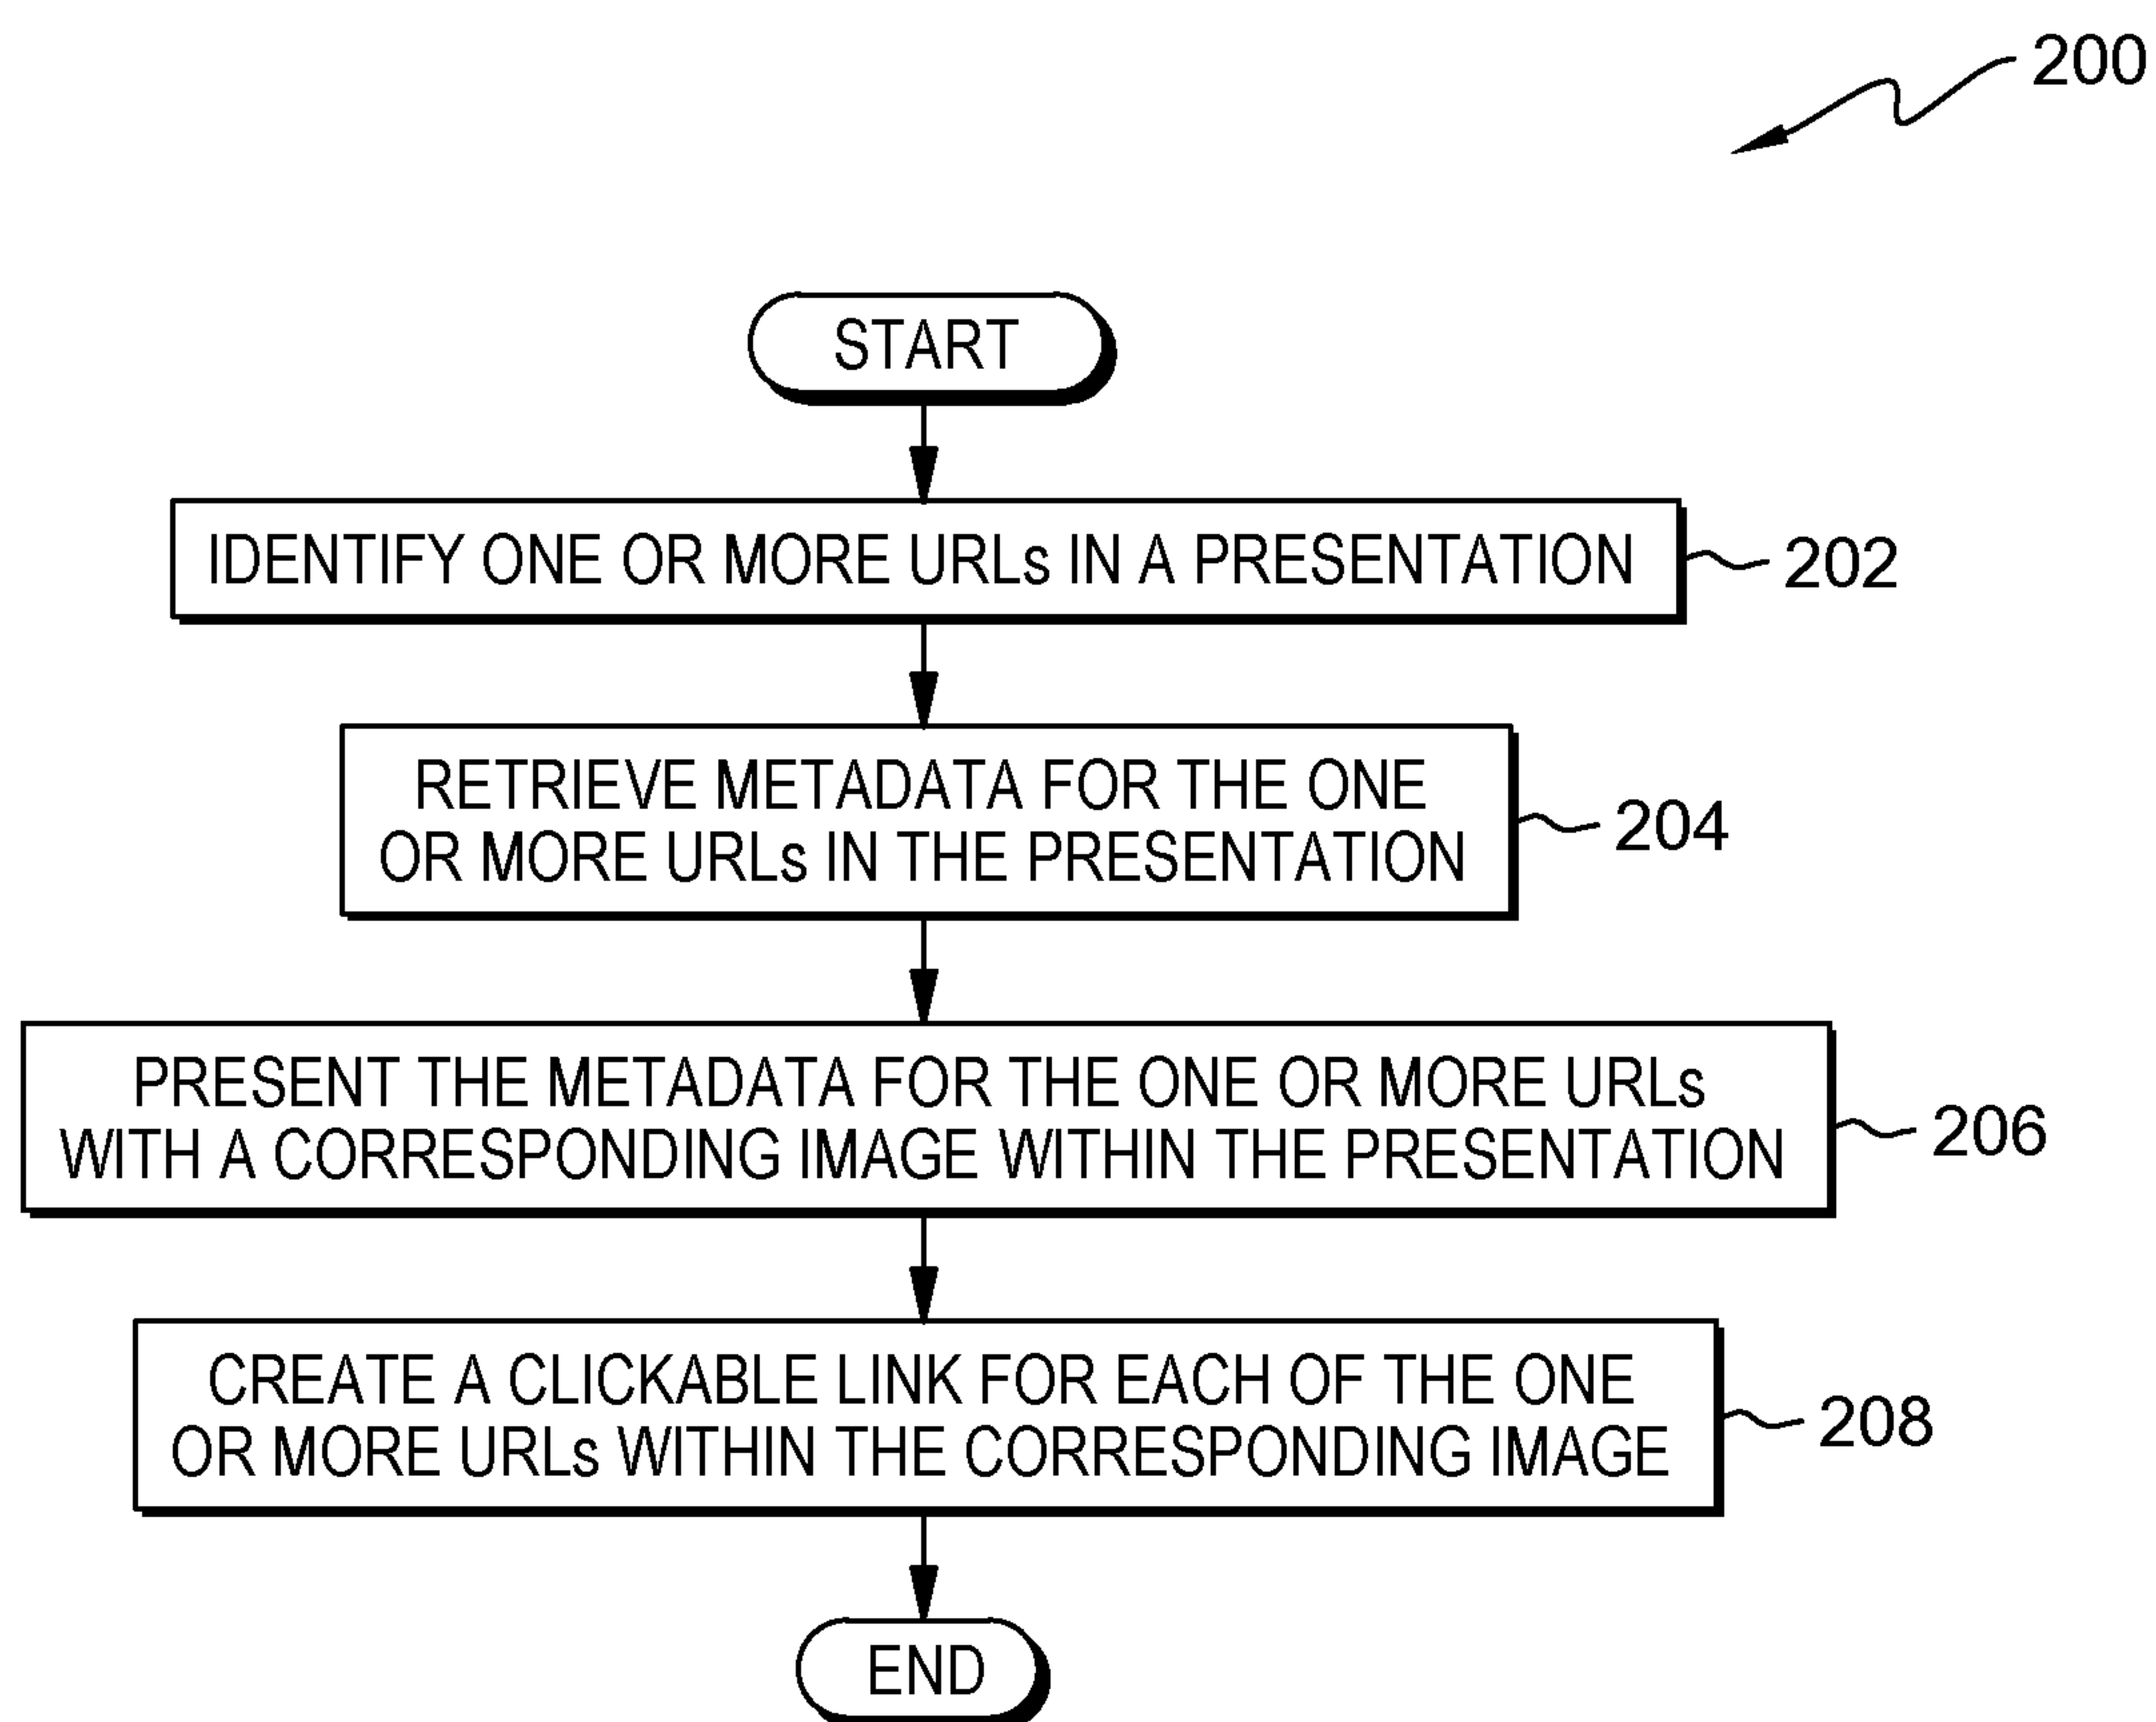 200
START
IDENTIFY ONE OR MORE URLs IN A PRESENTATION
202
RETRIEVE METADATA FOR THE ONE
OR MORE URLs IN THE PRESENTATION
204
PRESENT THE METADATA FOR THE ONE OR MORE URLs
WITH A CORRESPONDING IMAGE WITHIN THE PRESENTATION
206
CREATE A CLICKABLE LINK FOR EACH OF THE ONE
OR MORE URLs WITHIN THE CORRESPONDING IMAGE
208
END